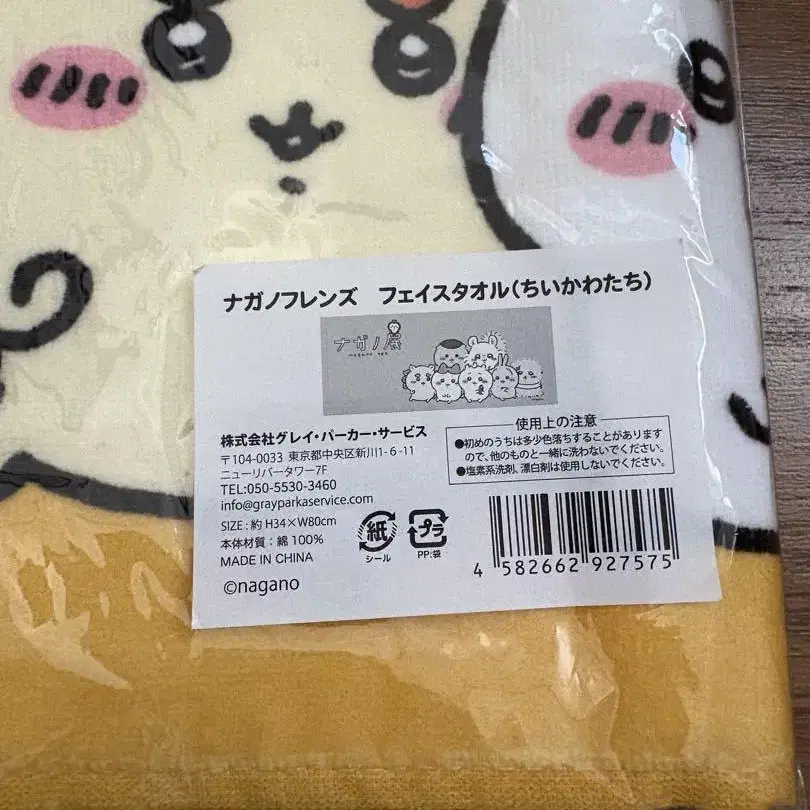 ナガノフレンズ　フェイスタオル(ちいかわたち)
ナガノ展
NAGANO TEN
株式会社グレイ・パーカー・サービス
〒104-0033 東京都中央区新川1-6-11
ニューリバータワー7F
TEL:050-5530-3460
info@grayparkaservice.com
SIZE : 約 H34×W80cm
本体材質 : 綿 100%
MADE IN CHINA
©nagano
使用上の注意
●初めのうちは多少色落ちすることがあります
ので、他のものと一緒に洗わないでください。
●塩素系洗剤、漂白剤は使用しないでください。
紙
シール
プラ
PP:袋
4 582662 927575